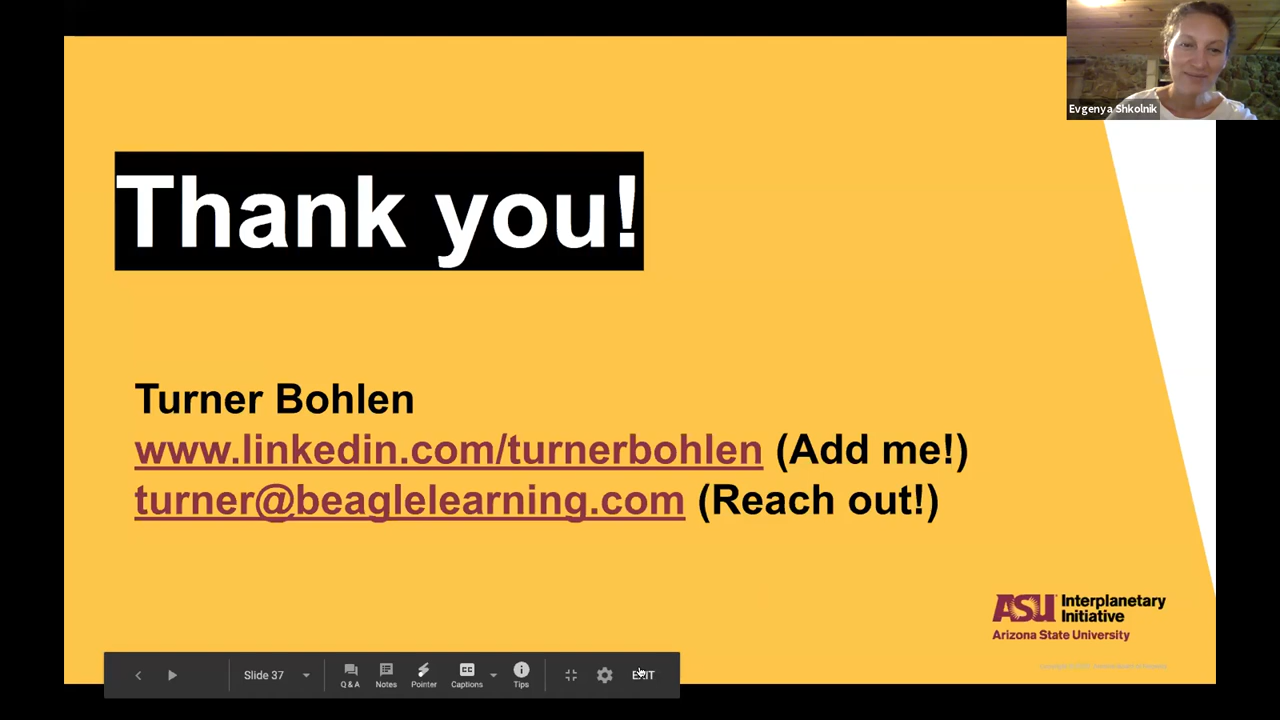 Evgenya Shkolnik
Thank you!
Turner Bohlen
www.linkedin.com/turnerbohlen (Add me!)
turner@beaglelearning.com (Reach out!)
ASU Interplanetary
Initiative
Arizona State University
Slide 37
Q & A
Notes
Pointer
CC
Captions
Tips
EXIT